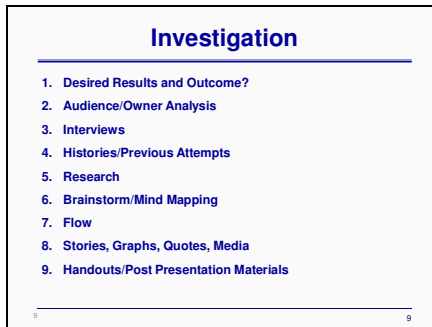 Investigation
1. Desired Results and Outcome?
2. Audience/Owner Analysis
3. Interviews
4. Histories/Previous Attempts
5. Research
6. Brainstorm/Mind Mapping
7. Flow
8. Stories, Graphs, Quotes, Media
9. Handouts/Post Presentation Materials
9 9